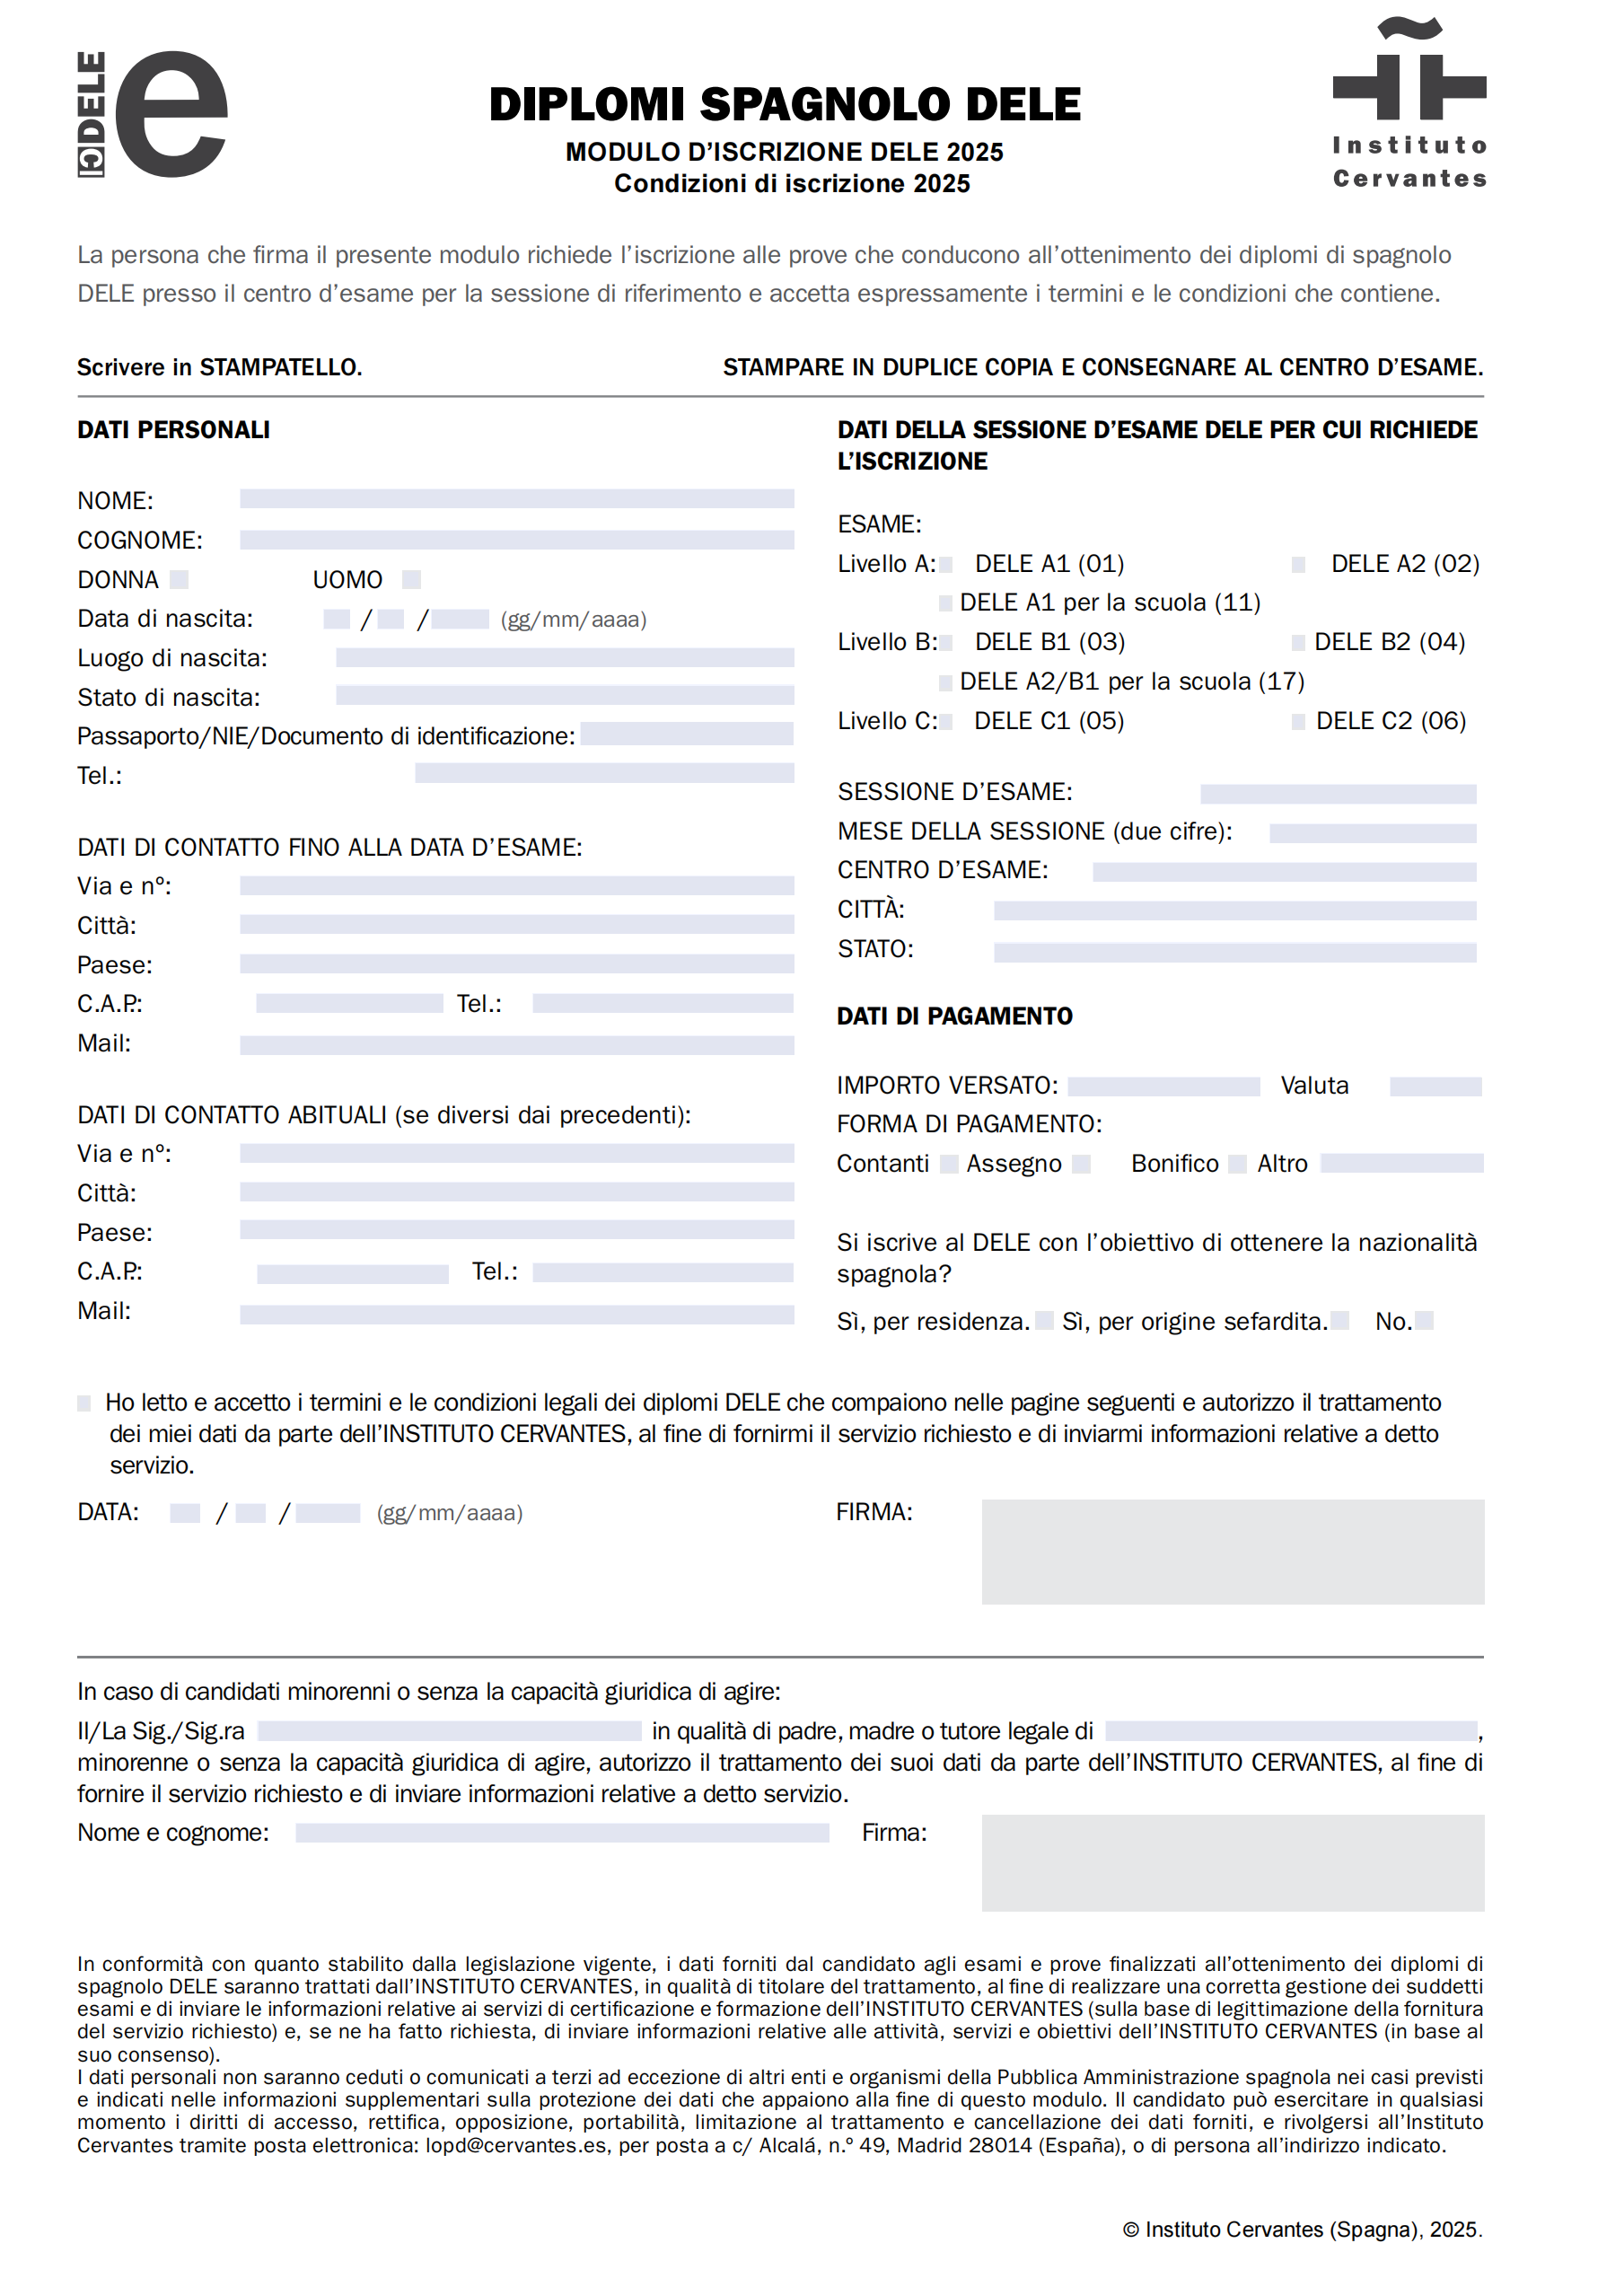 DELE
e
DIPLOMI SPAGNOLO DELE
MODULO D’ISCRIZIONE DELE 2025
Condizioni di iscrizione 2025
Instituto
Cervantes
La persona che firma il presente modulo richiede l’iscrizione alle prove che conducono all’ottenimento dei diplomi di spagnolo
DELE presso il centro d’esame per la sessione di riferimento e accetta espressamente i termini e le condizioni che contiene.
Scrivere in STAMPATELLO.
STAMPARE IN DUPLICE COPIA E CONSEGNARE AL CENTRO D’ESAME.
DATI PERSONALI
NOME:
COGNOME:
DONNA UOMO
Data di nascita: / / (gg/mm/aaaa)
Luogo di nascita:
Stato di nascita:
Passaporto/NIE/Documento di identificazione:
Tel.:
DATI DI CONTATTO FINO ALLA DATA D’ESAME:
Via e nº:
Città:
Paese:
C.A.P.: Tel.:
Mail:
DATI DI CONTATTO ABITUALI (se diversi dai precedenti):
Via e nº:
Città:
Paese:
C.A.P.: Tel.:
Mail:
DATI DELLA SESSIONE D’ESAME DELE PER CUI RICHIEDE
L’ISCRIZIONE
ESAME:
Livello A: DELE A1 (01) DELE A2 (02)
DELE A1 per la scuola (11)
Livello B: DELE B1 (03) DELE B2 (04)
DELE A2/B1 per la scuola (17)
Livello C: DELE C1 (05) DELE C2 (06)
SESSIONE D’ESAME:
MESE DELLA SESSIONE (due cifre):
CENTRO D’ESAME:
CITTÀ:
STATO:
DATI DI PAGAMENTO
IMPORTO VERSATO: Valuta
FORMA DI PAGAMENTO:
Contanti Assegno Bonifico Altro
Si iscrive al DELE con l’obiettivo di ottenere la nazionalità
spagnola?
Sì, per residenza. Sì, per origine sefardita. No.
Ho letto e accetto i termini e le condizioni legali dei diplomi DELE che compaiono nelle pagine seguenti e autorizzo il trattamento
dei miei dati da parte dell’INSTITUTO CERVANTES, al fine di fornirmi il servizio richiesto e di inviarmi informazioni relative a detto
servizio.
DATA: / / (gg/mm/aaaa) FIRMA:
In caso di candidati minorenni o senza la capacità giuridica di agire:
Il/La Sig./Sig.ra in qualità di padre, madre o tutore legale di ,
minorenne o senza la capacità giuridica di agire, autorizzo il trattamento dei suoi dati da parte dell’INSTITUTO CERVANTES, al fine di
fornire il servizio richiesto e di inviare informazioni relative a detto servizio.
Nome e cognome: Firma:
In conformità con quanto stabilito dalla legislazione vigente, i dati forniti dal candidato agli esami e prove finalizzati all’ottenimento dei diplomi di
spagnolo DELE saranno trattati dall’INSTITUTO CERVANTES, in qualità di titolare del trattamento, al fine di realizzare una corretta gestione dei suddetti
esami e di inviare le informazioni relative ai servizi di certificazione e formazione dell’INSTITUTO CERVANTES (sulla base di legittimazione della fornitura
del servizio richiesto) e, se ne ha fatto richiesta, di inviare informazioni relative alle attività, servizi e obiettivi dell’INSTITUTO CERVANTES (in base al
suo consenso).
I dati personali non saranno ceduti o comunicati a terzi ad eccezione di altri enti e organismi della Pubblica Amministrazione spagnola nei casi previsti
e indicati nelle informazioni supplementari sulla protezione dei dati che appaiono alla fine di questo modulo. Il candidato può esercitare in qualsiasi
momento i diritti di accesso, rettifica, opposizione, portabilità, limitazione al trattamento e cancellazione dei dati forniti, e rivolgersi all’Instituto
Cervantes tramite posta elettronica: lopd@cervantes.es, per posta a c/ Alcalá, n.º 49, Madrid 28014 (España), o di persona all’indirizzo indicato.
© Instituto Cervantes (Spagna), 2025.